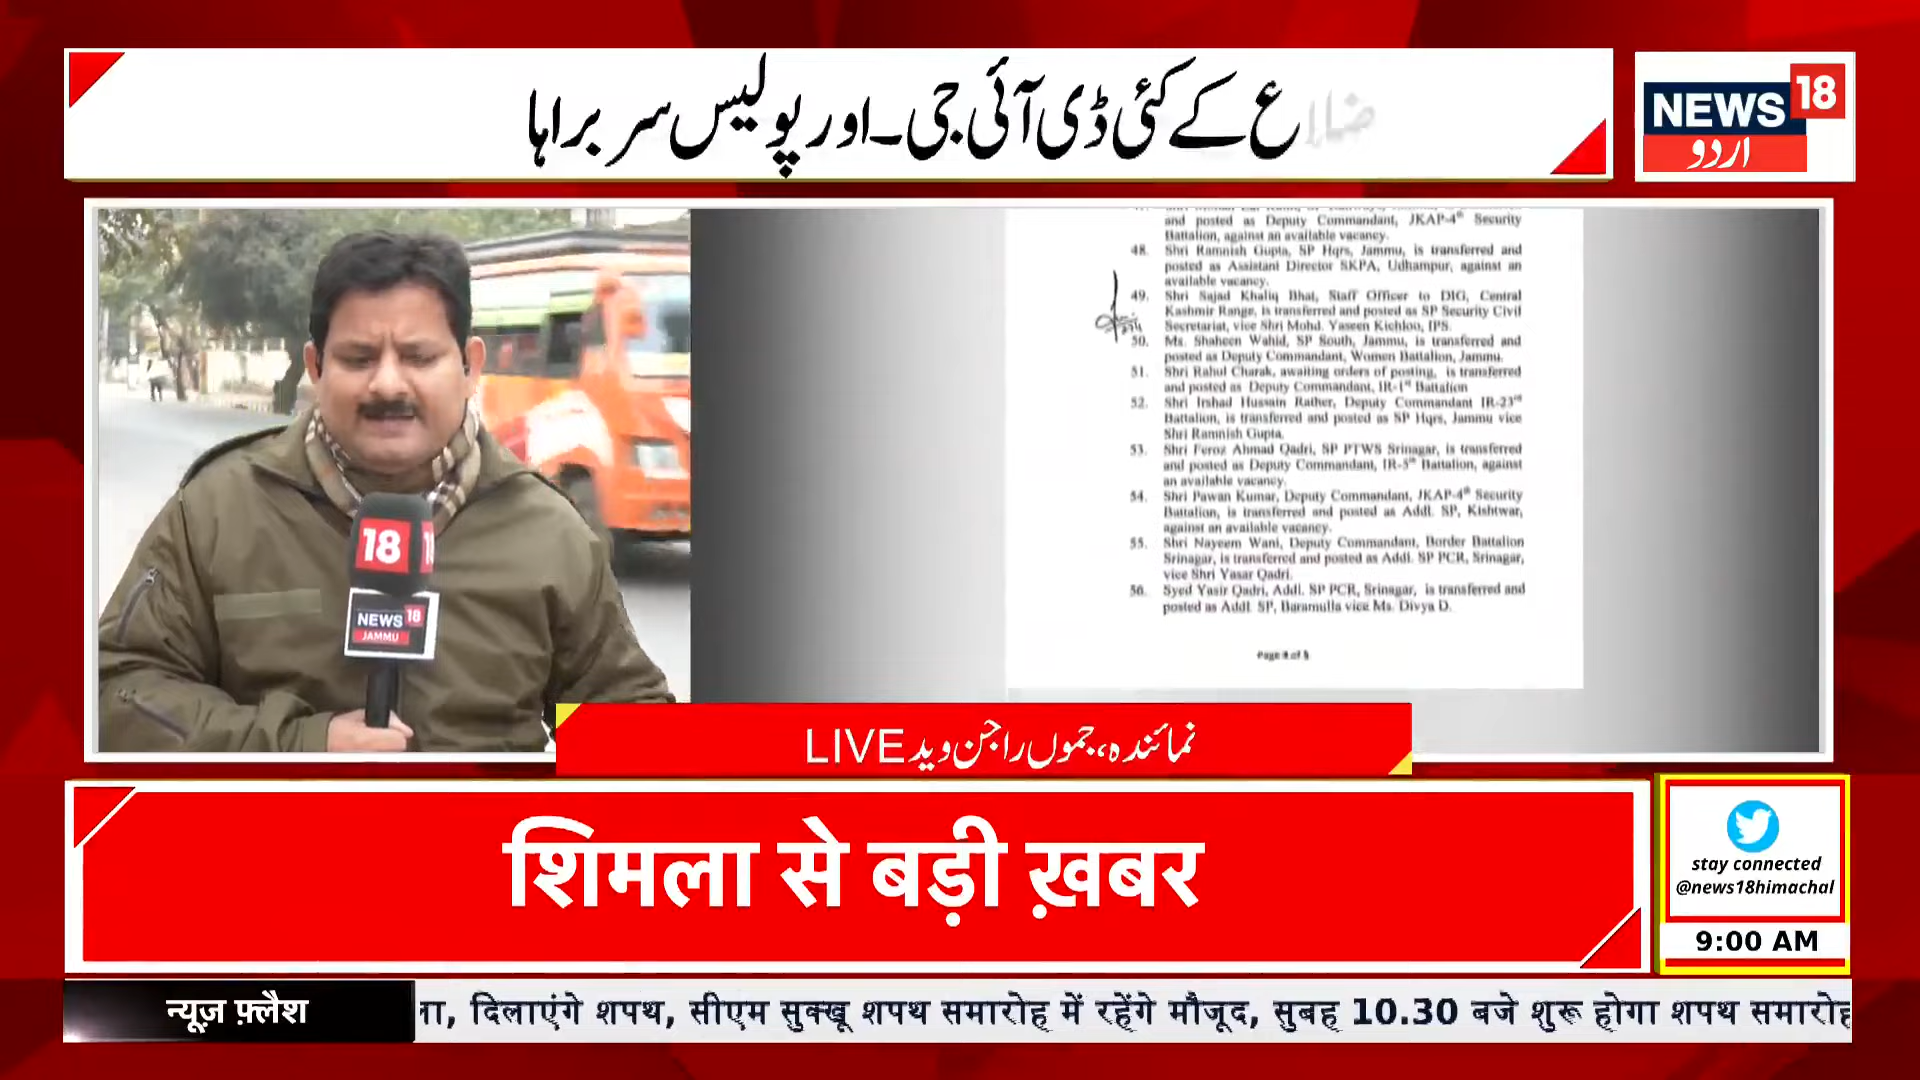 ضلاع کے کئی ڈی آئی جی۔اور پولیس سربراہا
NEWS 18
اردو
and posted as Deputy Commandant, JKAP-4th Security
Battalion, against an available vacancy.
48. Shri Ramnish Gupta, SP Hqrs, Jammu, is transferred and
posted as Assistant Director SKPA, Udhampur, against an
available vacancy.
49. Shri Sajad Khaliq Bhat, Staff Officer to DIG, Central
Kashmir Range, is transferred and posted as SP Security Civil
Secretariat, vice Shri Mohd. Yaseen Kichloo, IPS.
50. Ms. Shaheen Wahid, SP South, Jammu, is transferred and
posted as Deputy Commandant, Women Battalion, Jammu.
51. Shri Rahul Charak, awaiting orders of posting, is transferred
and posted as Deputy Commandant, IR-1st Battalion
52. Shri Irshad Hussain Rather, Deputy Commandant IR-23rd
Battalion, is transferred and posted as SP Hqrs, Jammu vice
Shri Ramnish Gupta.
53. Shri Feroz Ahmad Qadri, SP PTWS Srinagar, is transferred
and posted as Deputy Commandant, IR-5th Battalion, against
an available vacancy.
54. Shri Pawan Kumar, Deputy Commandant, JKAP-4th Security
Battalion, is transferred and posted as Addl. SP, Kishtwar,
against an available vacancy.
55. Shri Nayeem Wani, Deputy Commandant, Border Battalion
Srinagar, is transferred and posted as Addl. SP PCR, Srinagar,
vice Shri Yasar Qadri.
56. Syed Yasir Qadri, Addl. SP PCR, Srinagar, is transferred and
posted as Addl. SP, Baramulla vice Ms. Divya D.
Page 4 of 5
18
NEWS 18
JAMMU
نمائندہ،جموں راجن وید LIVE
शिमला से बड़ी ख़बर
stay connected
@news18himachal
9:00 AM
न्यूज़ फ़्लैश
ला, दिलाएंगे शपथ, सीएम सुक्खू शपथ समारोह में रहेंगे मौजूद, सुबह 10.30 बजे शुरू होगा शपथ समारोह